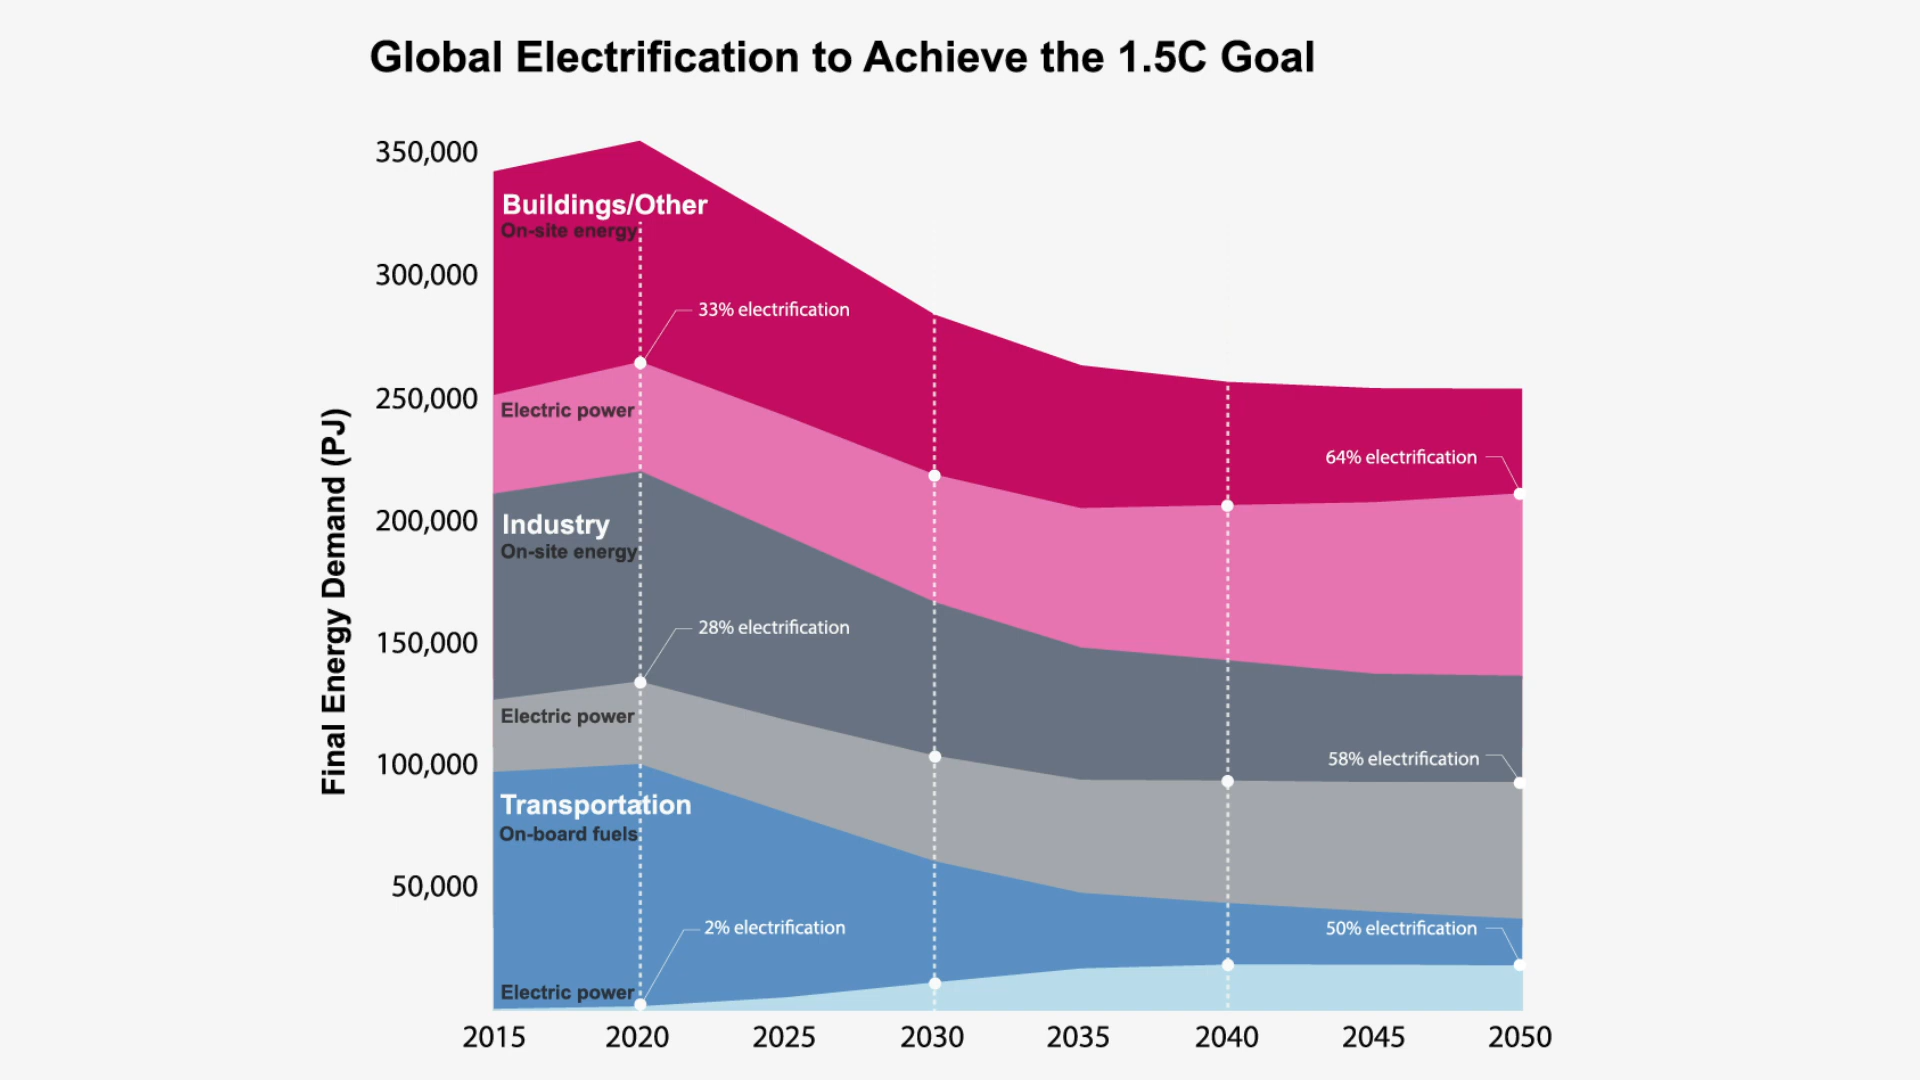 Global Electrification to Achieve the 1.5C Goal
Final Energy Demand (PJ)
350,000
300,000
250,000
200,000
150,000
100,000
50,000
Buildings/Other
On-site energy
33% electrification
Electric power
64% electrification
Industry
On-site energy
28% electrification
Electric power
58% electrification
Transportation
On-board fuels
2% electrification
50% electrification
Electric power
2015 2020 2025 2030 2035 2040 2045 2050